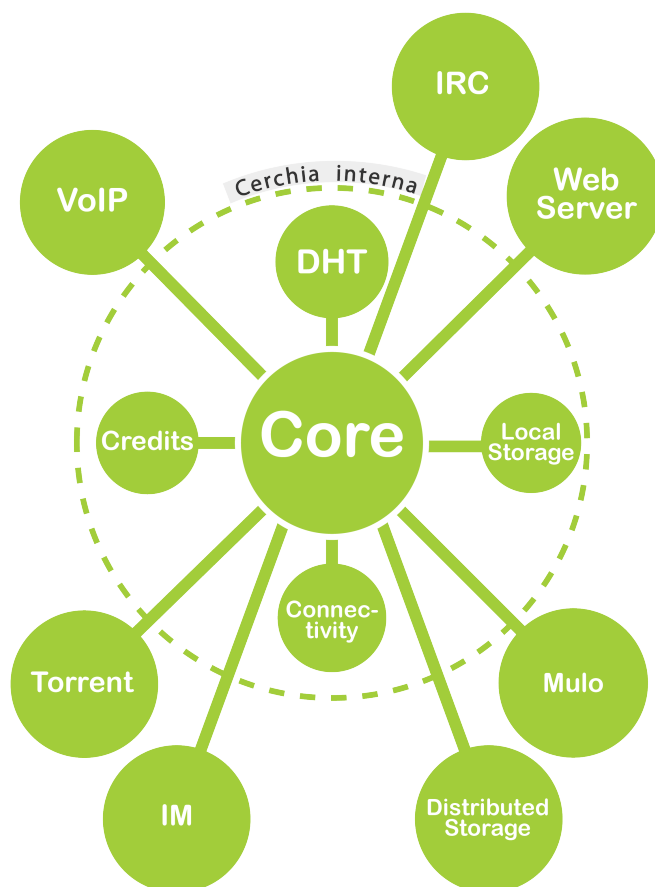 IRC
Web
Server
VoIP
Cerchia interna
DHT
Core
Credits
Local
Storage
Connec-
tivity
Torrent
Mulo
IM
Distributed
Storage